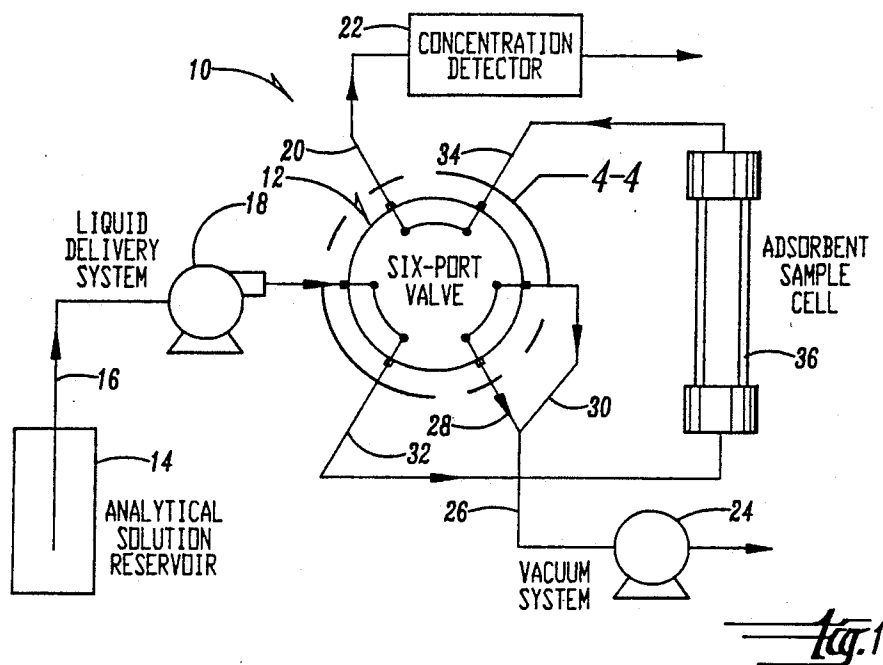 22
CONCENTRATION
DETECTOR
10
20
34
4-4
12
18
LIQUID
DELIVERY
SYSTEM
SIX-PORT
VALVE
ADSORBENT
SAMPLE
CELL
36
16
30
28
32
14
26
24
ANALYTICAL
SOLUTION
RESERVOIR
VACUUM
SYSTEM
Fig. 1